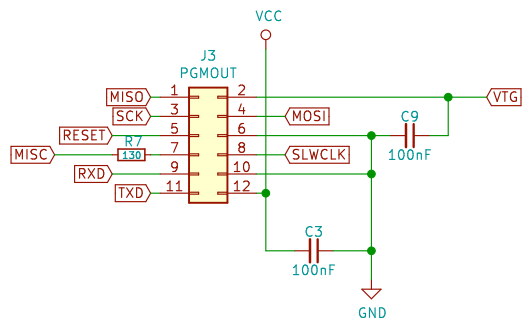 VCC
J3
PGMOUT
MISO 1 2 VTG
SCK 3 4 MOSI
C9
RESET 5 6
R7
100nF
MISC 130 7 8 SLWCLK
RXD 9 10
TXD 11 12
C3
100nF
GND